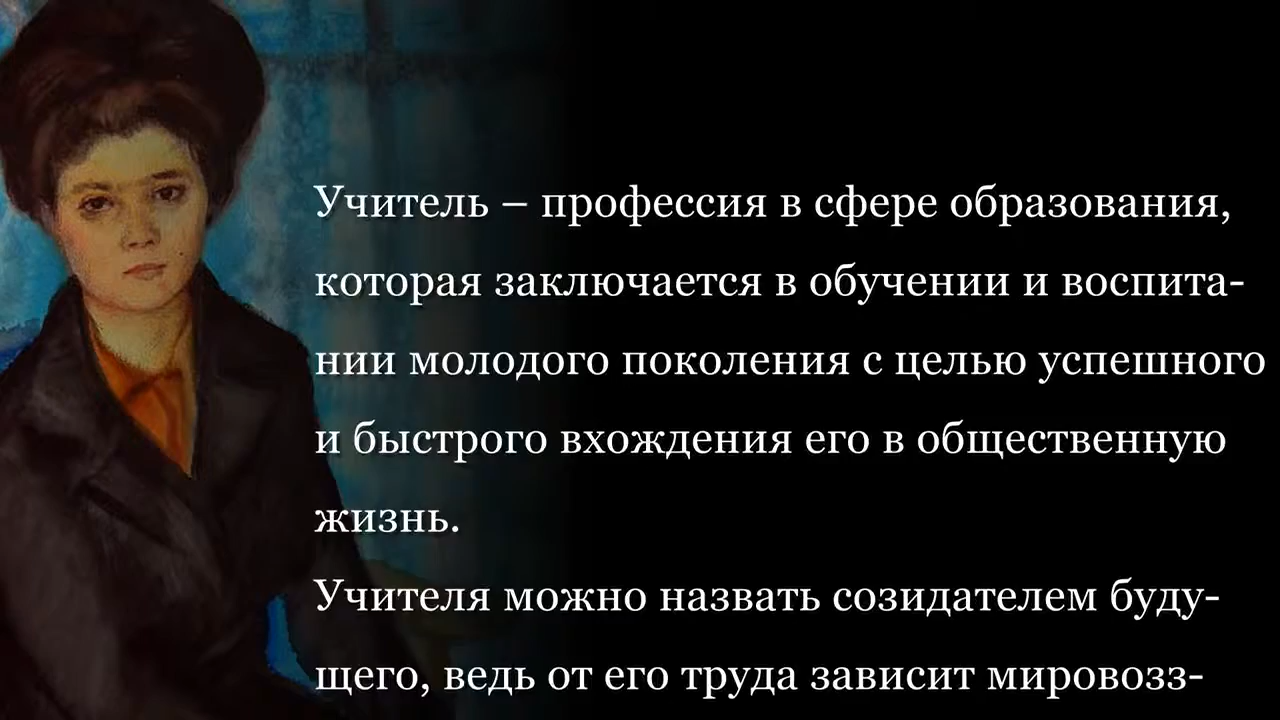 Учитель – профессия в сфере образования,
которая заключается в обучении и воспита-
нии молодого поколения с целью успешного
и быстрого вхождения его в общественную
жизнь.
Учителя можно назвать созидателем буду-
щего, ведь от его труда зависит мировозз-